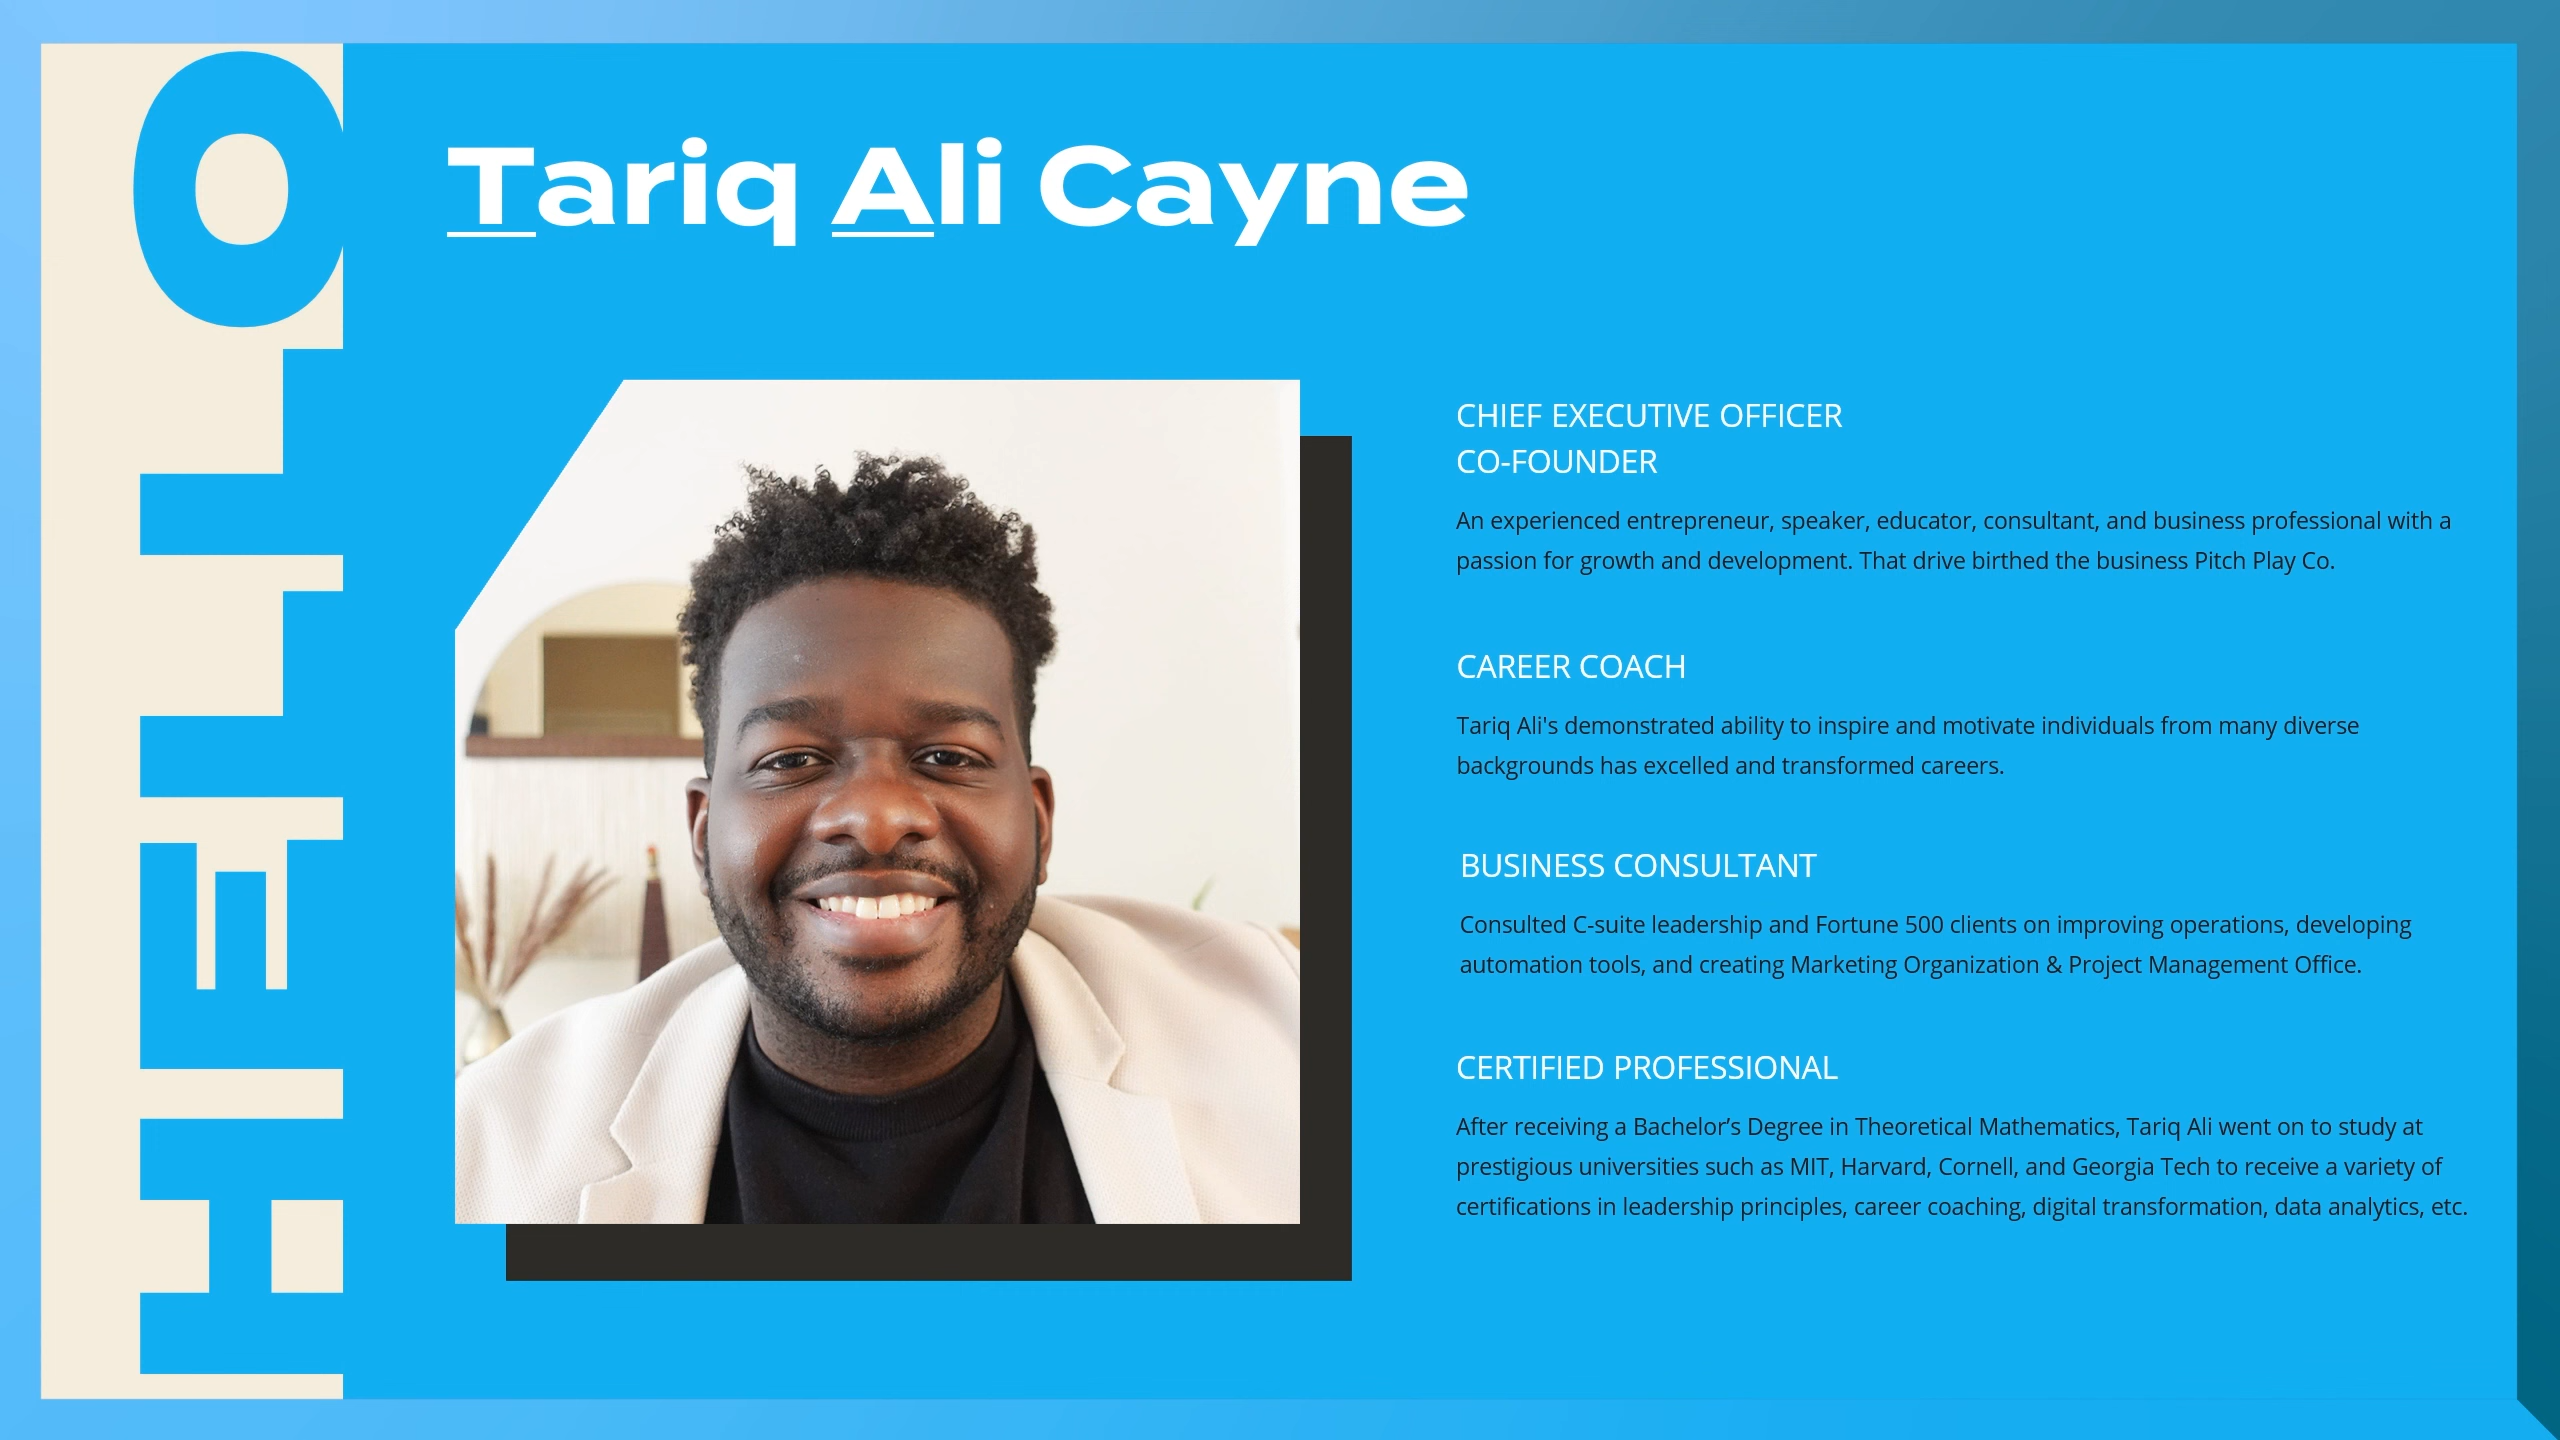 HELLO
Tariq Ali Cayne
CHIEF EXECUTIVE OFFICER
CO-FOUNDER
An experienced entrepreneur, speaker, educator, consultant, and business professional with a
passion for growth and development. That drive birthed the business Pitch Play Co.
CAREER COACH
Tariq Ali's demonstrated ability to inspire and motivate individuals from many diverse
backgrounds has excelled and transformed careers.
BUSINESS CONSULTANT
Consulted C-suite leadership and Fortune 500 clients on improving operations, developing
automation tools, and creating Marketing Organization & Project Management Office.
CERTIFIED PROFESSIONAL
After receiving a Bachelor’s Degree in Theoretical Mathematics, Tariq Ali went on to study at
prestigious universities such as MIT, Harvard, Cornell, and Georgia Tech to receive a variety of
certifications in leadership principles, career coaching, digital transformation, data analytics, etc.